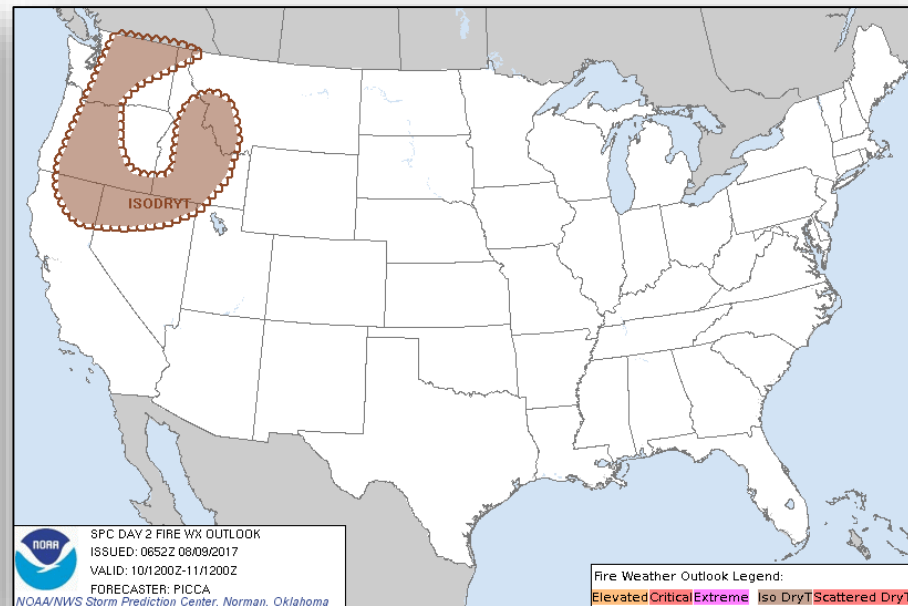 ISODRYT
NOAA
SPC DAY 2 FIRE WX OUTLOOK
ISSUED: 0652Z 08/09/2017
VALID: 10/1200Z-11/1200Z
FORECASTER: PICCA
NOAA/NWS Storm Prediction Center, Norman, Oklahoma
Fire Weather Outlook Legend:
Elevated Critical Extreme Iso DryT Scattered DryT